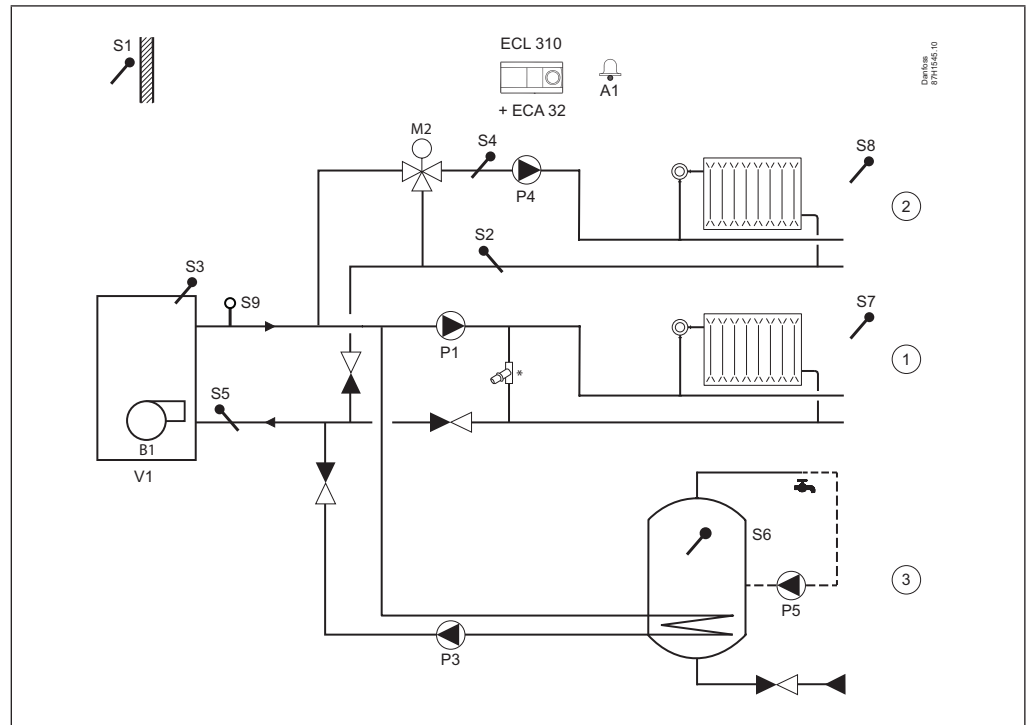 S1
ECL 310
A1
+ ECA 32
Danfoss
87H1545.10
M2
S4
S8
P4
2
S2
S3
S9
S7
P1
*
1
S5
B1
V1
S6
3
P5
P3